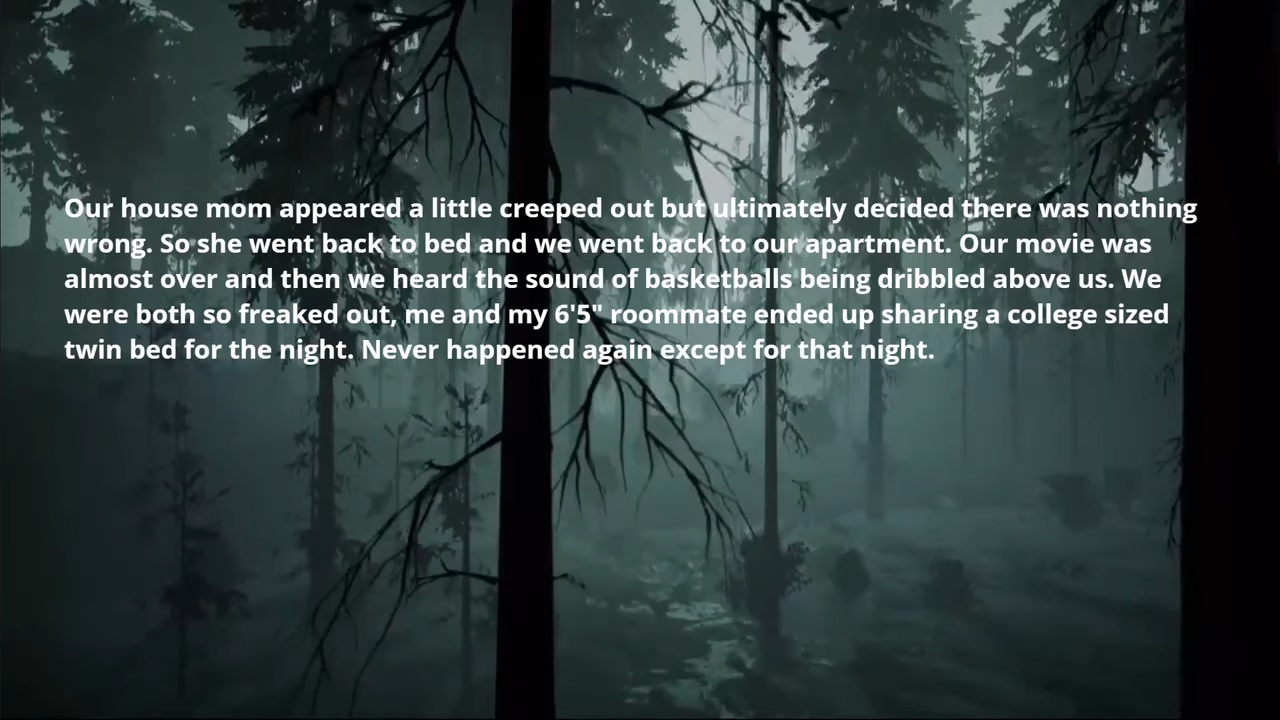 Our house mom appeared a little creeped out but ultimately decided there was nothing
wrong. So she went back to bed and we went back to our apartment. Our movie was
almost over and then we heard the sound of basketballs being dribbled above us. We
were both so freaked out, me and my 6'5" roommate ended up sharing a college sized
twin bed for the night. Never happened again except for that night.